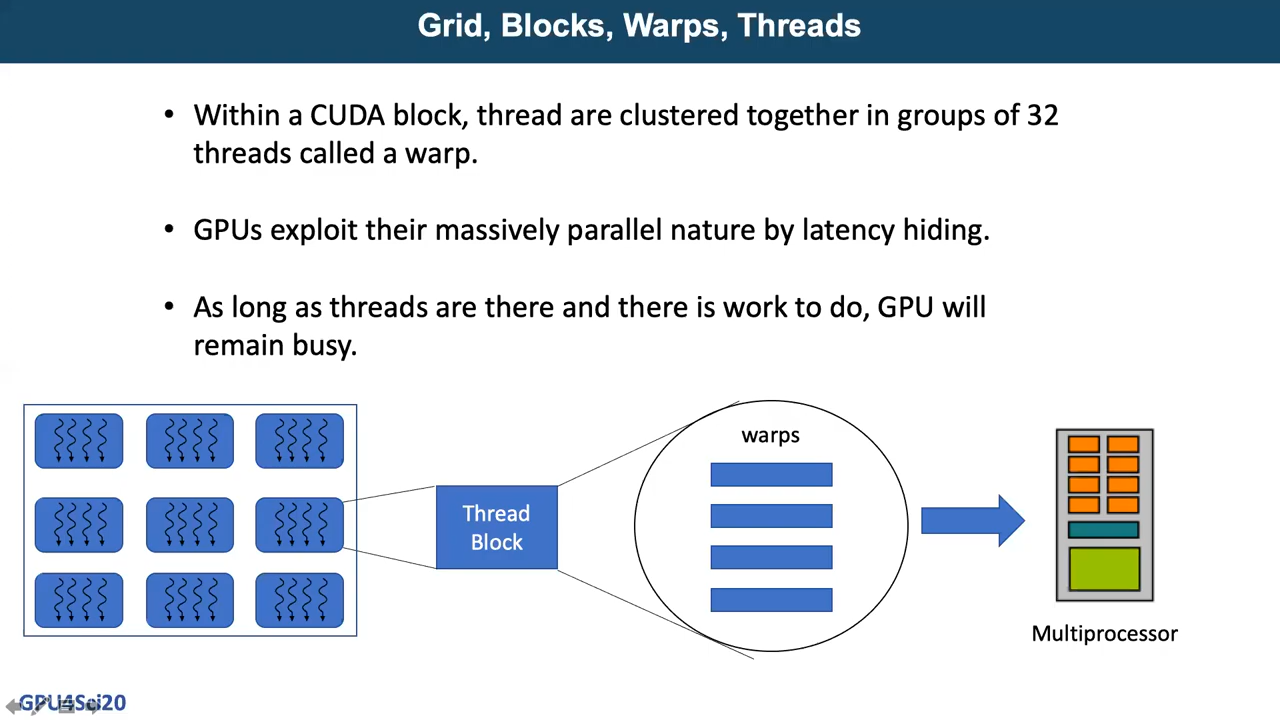 Grid, Blocks, Warps, Threads
• Within a CUDA block, thread are clustered together in groups of 32
threads called a warp.
• GPUs exploit their massively parallel nature by latency hiding.
• As long as threads are there and there is work to do, GPU will
remain busy.
warps
Thread
Block
Multiprocessor
GPU4Sci20